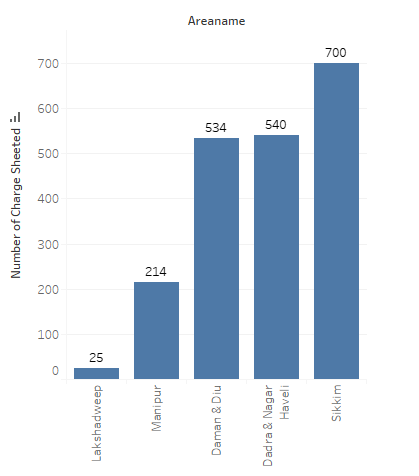 Areaname
Number of Charge Sheeted
700
600
500
400
300
200
100
0
25
214
534
540
700
Lakshadweep
Manipur
Daman & Diu
Dadra & Nagar
Haveli
Sikkim